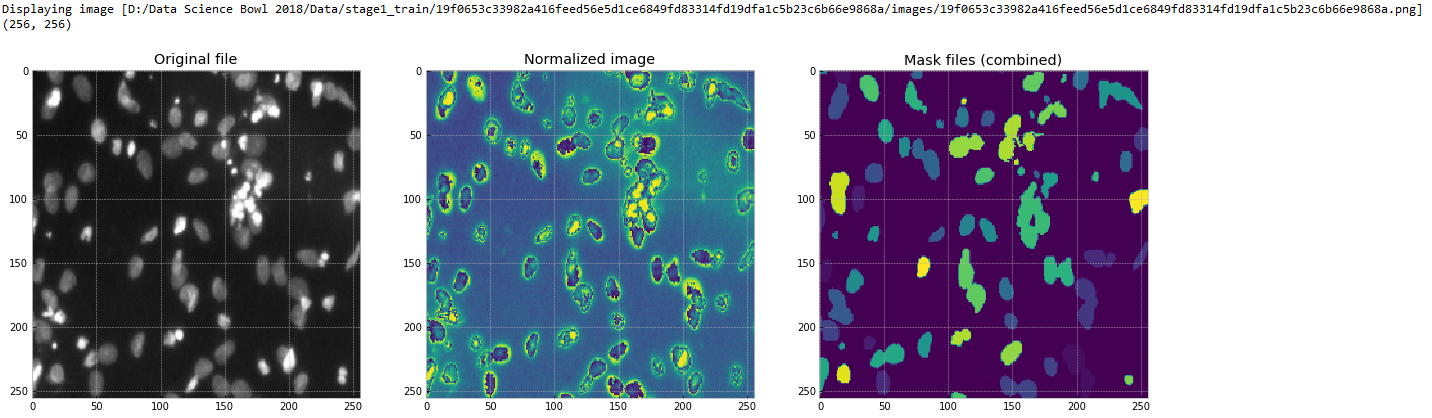 Displaying image [D:/Data Science Bowl 2018/Data/stage1_train/19f0653c33982a416feed56e5d1ce6849fd83314fd19dfa1c5b23c6b66e9868a/images/19f0653c33982a416feed56e5d1ce6849fd83314fd19dfa1c5b23c6b66e9868a.png]
(256, 256)
Original file
0
50
100
150
200
250
0 50 100 150 200 250
Normalized image
0
50
100
150
200
250
0 50 100 150 200 250
Mask files (combined)
0
50
100
150
200
250
0 50 100 150 200 250